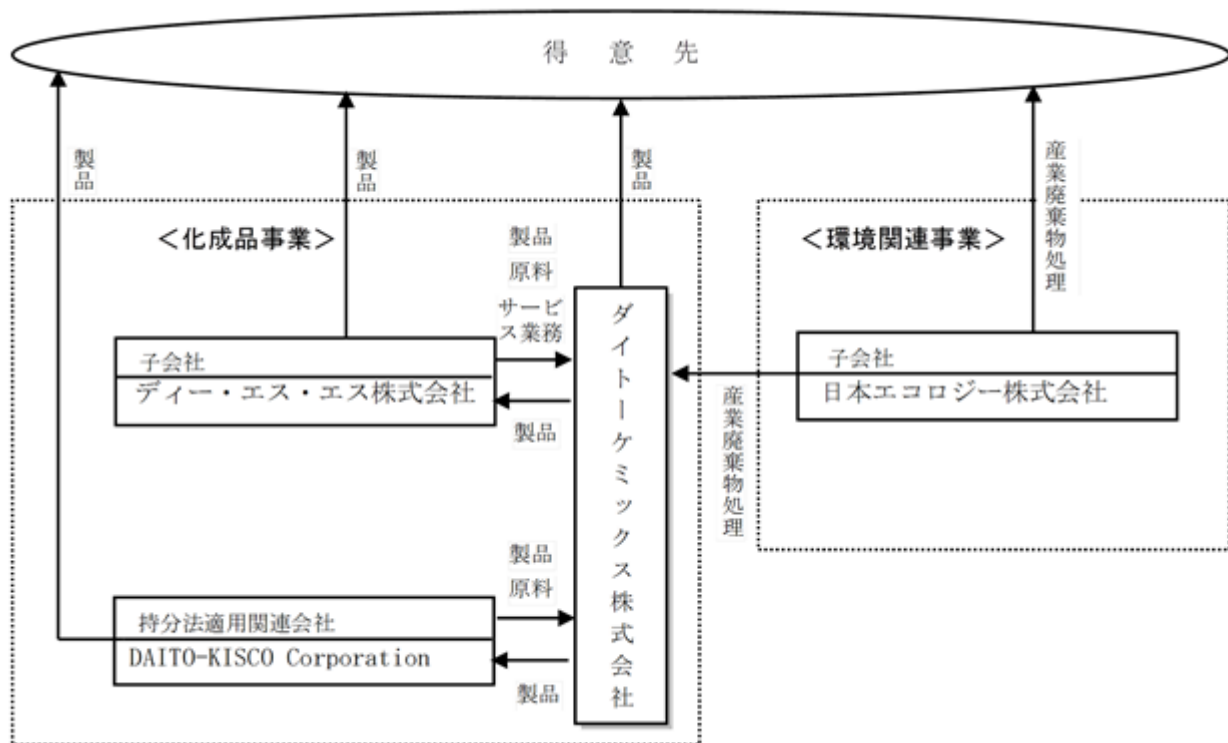 得 意 先
製品
製品
製品
産業廃棄物処理
＜化成品事業＞
＜環境関連事業＞
製品
原料
サービ
ス業務
子会社
ディー・エス・エス株式会社
製品
ダイトーケミックス株式会社
産業廃棄物処理
子会社
日本エコロジー株式会社
製品
原料
持分法適用関連会社
DAITO-KISCO Corporation
製品